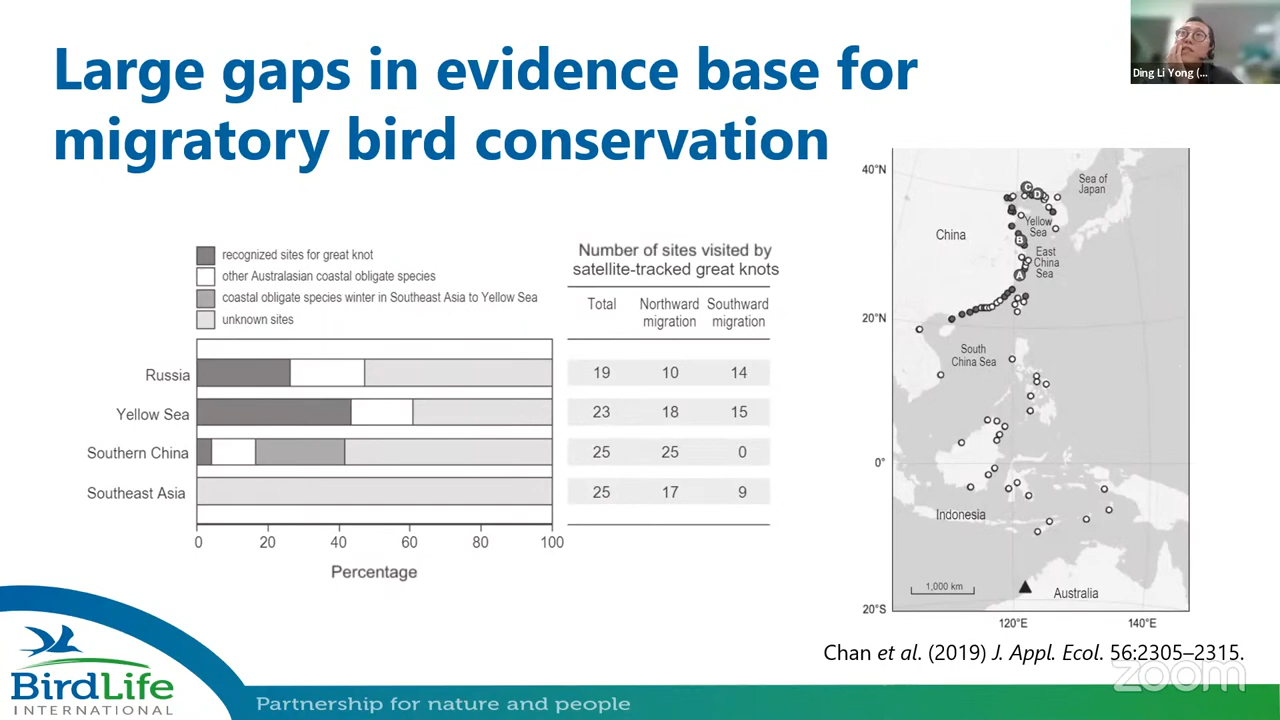 Large gaps in evidence base for
migratory bird conservation
Ding Li Yong (...
recognized sites for great knot
other Australasian coastal obligate species
coastal obligate species winter in Southeast Asia to Yellow Sea
unknown sites
Russia
Yellow Sea
Southern China
Southeast Asia
0 20 40 60 80 100
Percentage
Number of sites visited by
satellite-tracked great knots
Total Northward migration Southward migration
19 10 14
23 18 15
25 25 0
25 17 9
40°N
20°N
0°
20°S
120°E 140°E
Sea of
Japan
C
D
China
Yellow
Sea
B
East
China
Sea
A
South
China Sea
Indonesia
1,000 km
Australia
Chan et al. (2019) J. Appl. Ecol. 56:2305–2315.
zoom
BirdLife
INTERNATIONAL
Partnership for nature and people